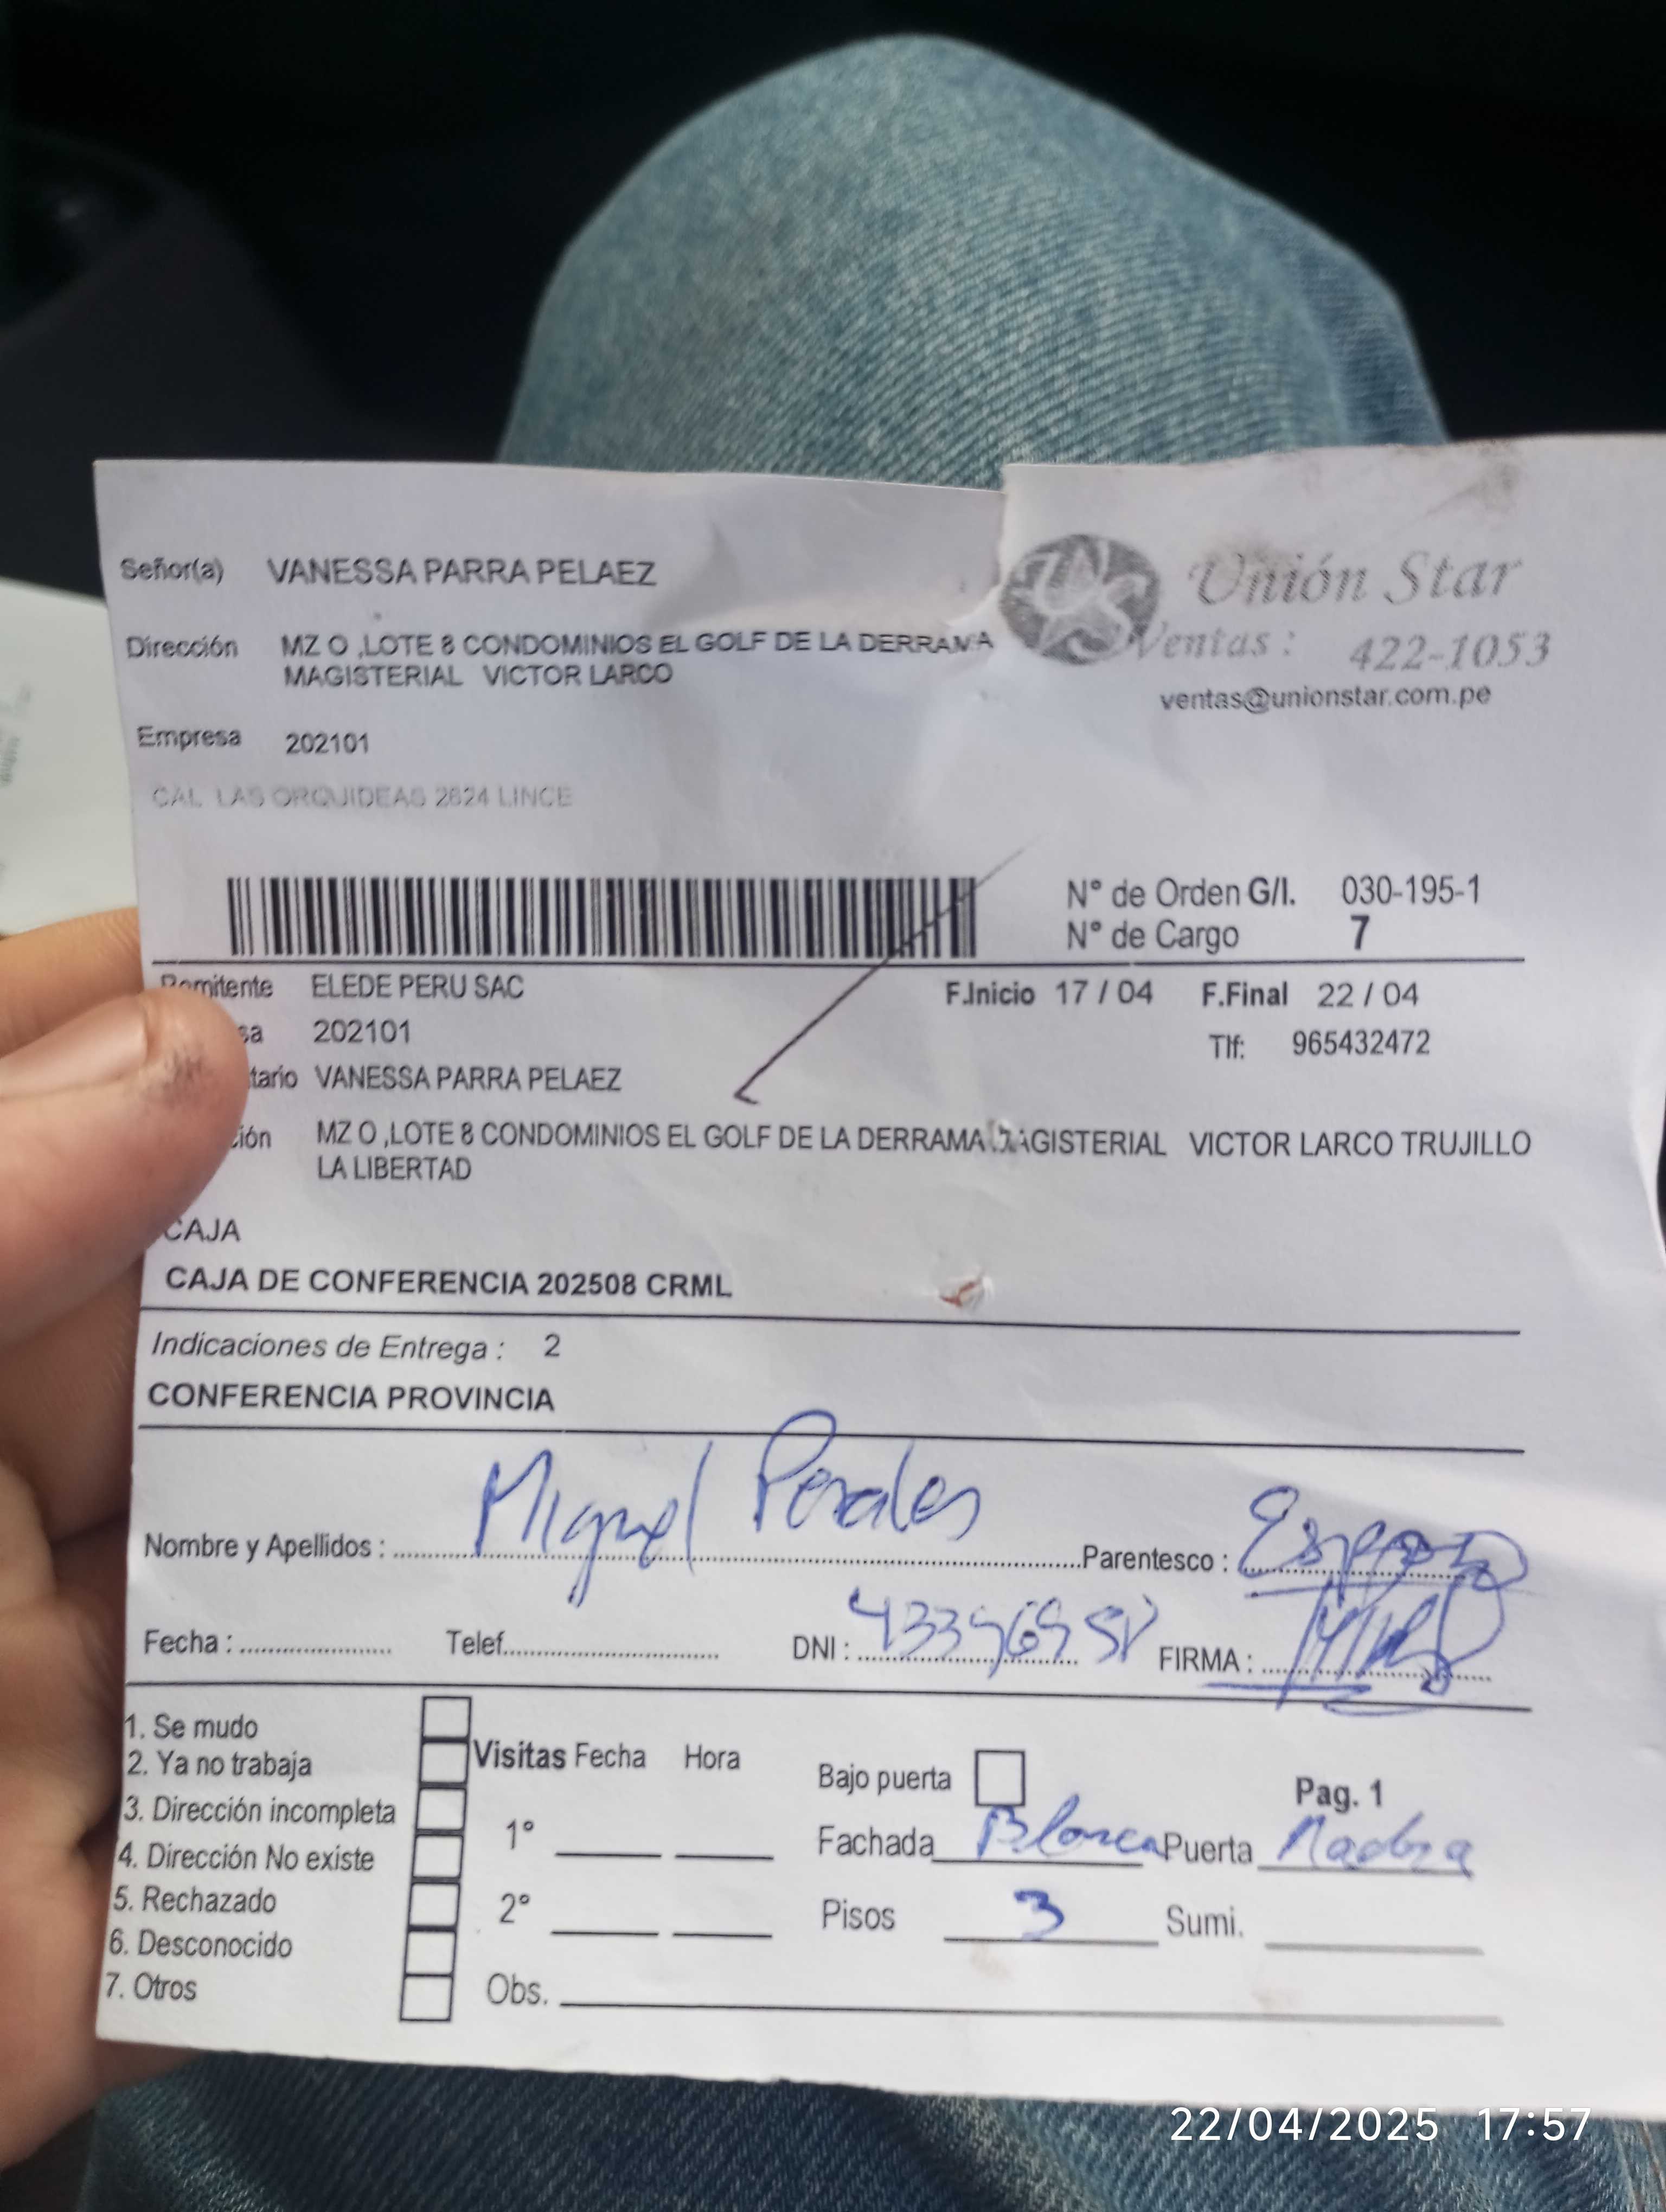 Señor(a) VANESSA PARRA PELAEZ
Unión Star
Ventas : 422-1053
ventas@unionstar.com.pe
Dirección MZ O ,LOTE 8 CONDOMINIOS EL GOLF DE LA DERRAMA
MAGISTERIAL VICTOR LARCO
Empresa 202101
CAL LAS ORQUIDEAS 2624 LINCE
N° de Orden G/I. 030-195-1
N° de Cargo 7
Remitente ELEDE PERU SAC F.Inicio 17 / 04 F.Final 22 / 04
sa 202101 Tlf: 965432472
tario VANESSA PARRA PELAEZ
ión MZ O ,LOTE 8 CONDOMINIOS EL GOLF DE LA DERRAMA MAGISTERIAL VICTOR LARCO TRUJILLO
LA LIBERTAD
CAJA
CAJA DE CONFERENCIA 202508 CRML
Indicaciones de Entrega : 2
CONFERENCIA PROVINCIA
Nombre y Apellidos : Miguel Perales Parentesco : Esposo
Fecha : Telef. DNI : FIRMA :
1. Se mudo
2. Ya no trabaja
3. Dirección incompleta
4. Dirección No existe
5. Rechazado
6. Desconocido
7. Otros
Visitas Fecha Hora
1°
2°
Obs.
Bajo puerta Pag. 1
Fachada Blanca Puerta Madera
Pisos 3 Sumi.
22/04/2025 17:57